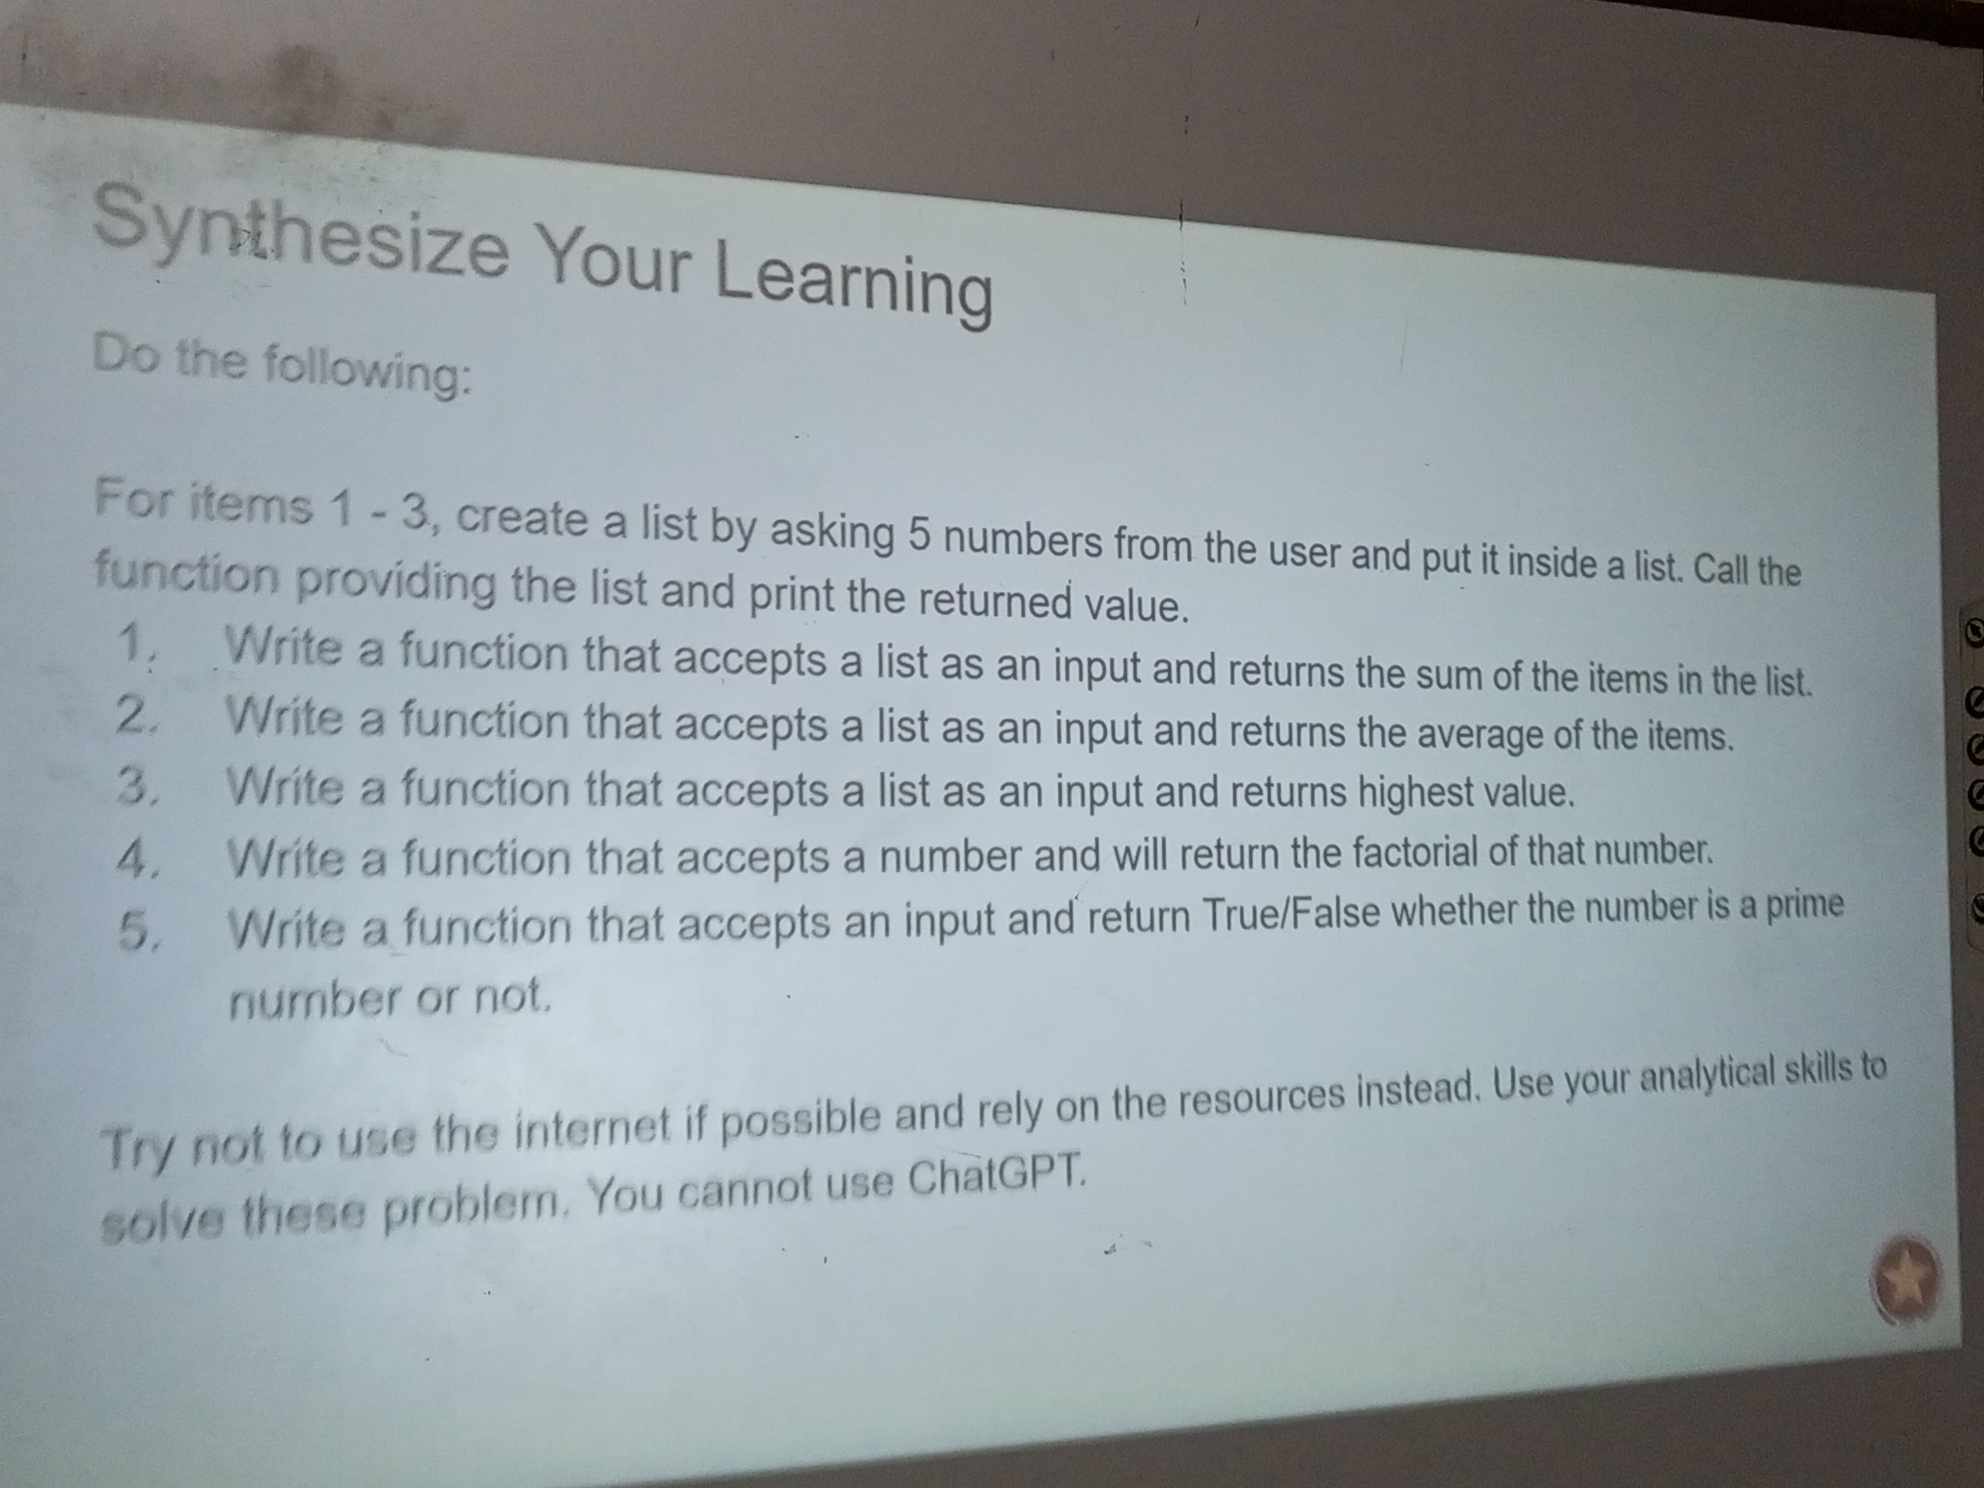 Synthesize Your Learning
Do the following:
For items 1 - 3, create a list by asking 5 numbers from the user and put it inside a list. Call the
function providing the list and print the returned value.
1. Write a function that accepts a list as an input and returns the sum of the items in the list.
2. Write a function that accepts a list as an input and returns the average of the items.
3. Write a function that accepts a list as an input and returns highest value.
4. Write a function that accepts a number and will return the factorial of that number.
5. Write a function that accepts an input and return True/False whether the number is a prime
number or not.
Try not to use the internet if possible and rely on the resources instead. Use your analytical skills to
solve these problem. You cannot use ChatGPT.